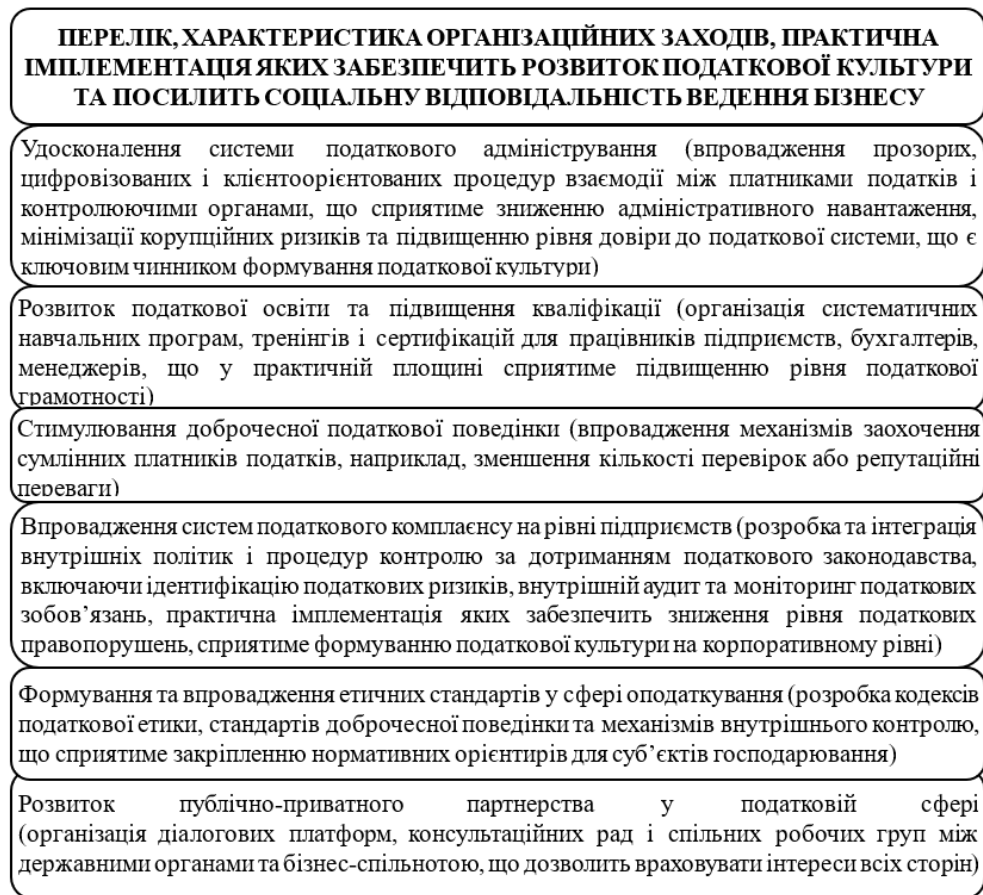 ПЕРЕЛІК, ХАРАКТЕРИСТИКА ОРГАНІЗАЦІЙНИХ ЗАХОДІВ, ПРАКТИЧНА
ІМПЛЕМЕНТАЦІЯ ЯКИХ ЗАБЕЗПЕЧИТЬ РОЗВИТОК ПОДАТКОВОЇ КУЛЬТУРИ
ТА ПОСИЛИТЬ СОЦІАЛЬНУ ВІДПОВІДАЛЬНІСТЬ ВЕДЕННЯ БІЗНЕСУ
Удосконалення системи податкового адміністрування (впровадження прозорих,
цифровізованих і клієнтоорієнтованих процедур взаємодії між платниками податків і
контролюючими органами, що сприятиме зниженню адміністративного навантаження,
мінімізації корупційних ризиків та підвищенню рівня довіри до податкової системи, що є
ключовим чинником формування податкової культури)
Розвиток податкової освіти та підвищення кваліфікації (організація систематичних
навчальних програм, тренінгів і сертифікацій для працівників підприємств, бухгалтерів,
менеджерів, що у практичній площині сприятиме підвищенню рівня податкової
грамотності)
Стимулювання доброчесної податкової поведінки (впровадження механізмів заохочення
сумлінних платників податків, наприклад, зменшення кількості перевірок або репутаційні
переваги)
Впровадження систем податкового комплаєнсу на рівні підприємств (розробка та інтеграція
внутрішніх політик і процедур контролю за дотриманням податкового законодавства,
включаючи ідентифікацію податкових ризиків, внутрішній аудит та моніторинг податкових
зобов’язань, практична імплементація яких забезпечить зниження рівня податкових
правопорушень, сприятиме формуванню податкової культури на корпоративному рівні)
Формування та впровадження етичних стандартів у сфері оподаткування (розробка кодексів
податкової етики, стандартів доброчесної поведінки та механізмів внутрішнього контролю,
що сприятиме закріпленню нормативних орієнтирів для суб’єктів господарювання)
Розвиток публічно-приватного партнерства у податковій сфері
(організація діалогових платформ, консультаційних рад і спільних робочих груп між
державними органами та бізнес-спільнотою, що дозволить враховувати інтереси всіх сторін)